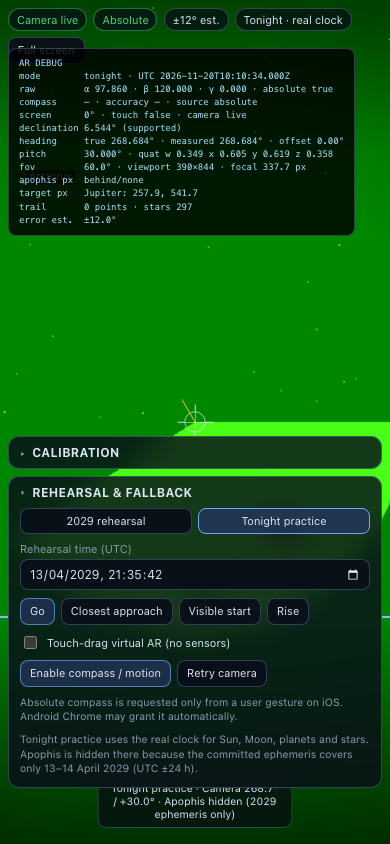 Camera live
Absolute
±12° est.
Tonight · real clock
Full screen
AR DEBUG
mode tonight · UTC 2026-11-20T10:10:34.000Z
raw α 97.860 · β 120.000 · γ 0.000 · absolute true
compass — · accuracy — · source absolute
screen 0° · touch false · camera live
declination 6.544° (supported)
heading true 268.684° · measured 268.684° · offset 0.00°
pitch 30.000° · quat w 0.349 x 0.605 y 0.619 z 0.358
fov 60.0° · viewport 390×844 · focal 337.7 px
apophis px behind/none
target px Jupiter: 257.9, 541.7
trail 0 points · stars 297
error est. ±12.0°
▸ CALIBRATION
▾ REHEARSAL & FALLBACK
2029 rehearsal
Tonight practice
Rehearsal time (UTC)
13/04/2029, 21:35:42
Go
Closest approach
Visible start
Rise
Touch-drag virtual AR (no sensors)
Enable compass / motion
Retry camera
Absolute compass is requested only from a user gesture on iOS.
Android Chrome may grant it automatically.
Tonight practice uses the real clock for Sun, Moon, planets and stars.
Apophis is hidden there because the committed ephemeris covers
only 13–14 April 2029 (UTC ±24 h).
Tonight practice · Camera 268.7
/ +30.0° · Apophis hidden (2029
ephemeris only)